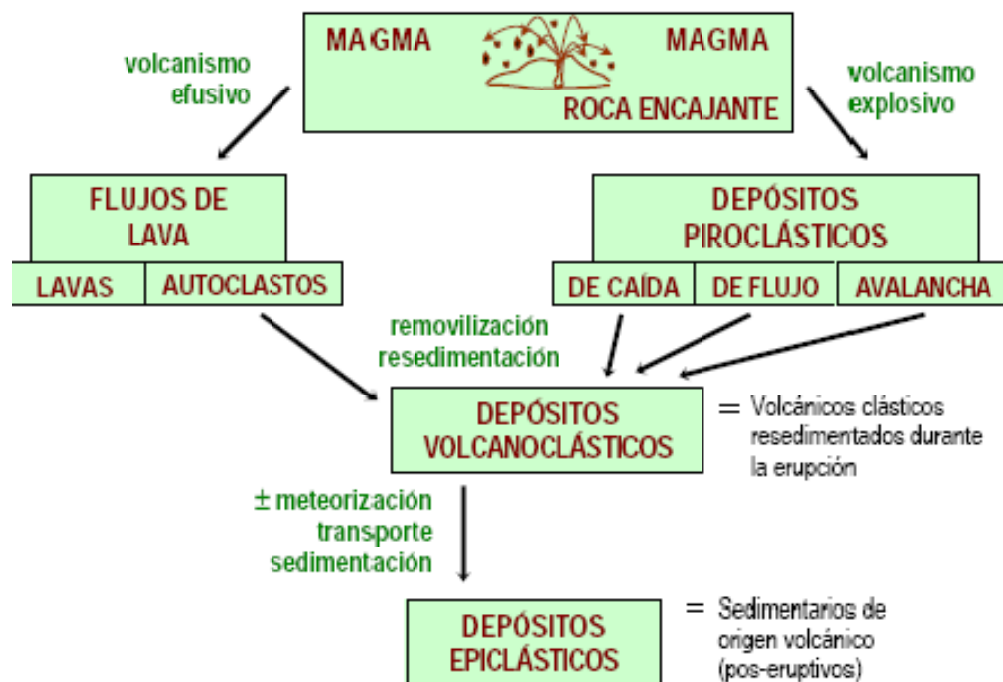 MAGMA MAGMA
ROCA ENCAJANTE
volcanismo
efusivo
volcanismo
explosivo
FLUJOS DE
LAVA
LAVAS AUTOCLASTOS
DEPÓSITOS
PIROCLÁSTICOS
DE CAÍDA DE FLUJO AVALANCHA
removilización
resedimentación
DEPÓSITOS
VOLCANOCLÁSTICOS
= Volcánicos clásticos
resedimentados durante
la erupción
± meteorización
transporte
sedimentación
DEPÓSITOS
EPICLÁSTICOS
= Sedimentarios de
origen volcánico
(pos-eruptivos)